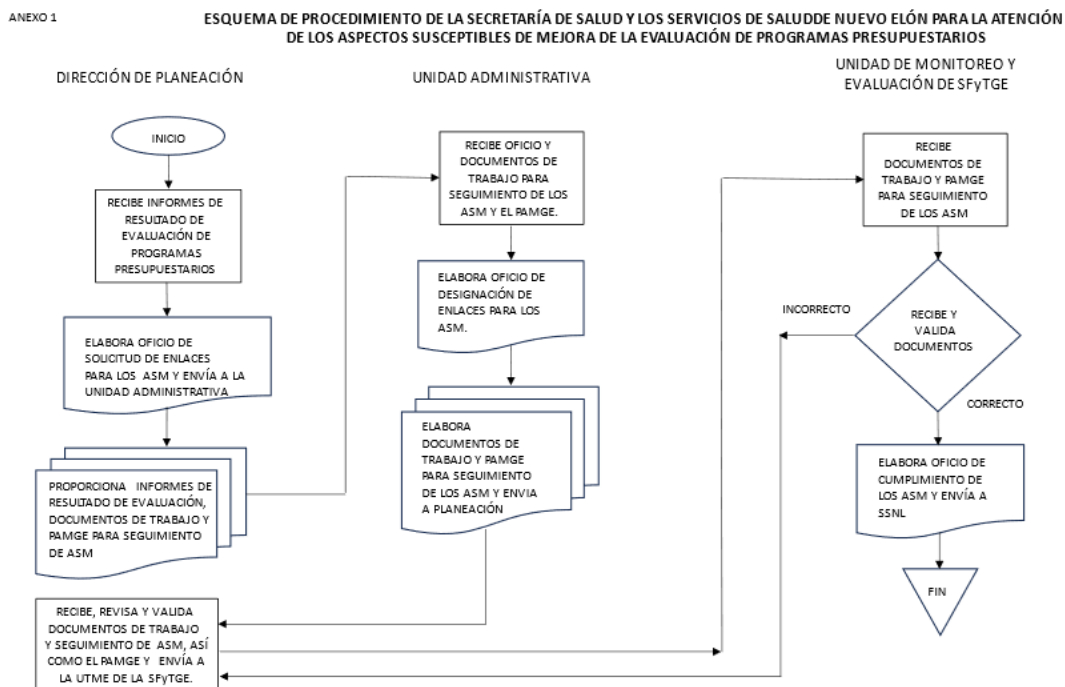 ANEXO 1
ESQUEMA DE PROCEDIMIENTO DE LA SECRETARÍA DE SALUD Y LOS SERVICIOS DE SALUDDE NUEVO ELÓN PARA LA ATENCIÓN
DE LOS ASPECTOS SUSCEPTIBLES DE MEJORA DE LA EVALUACIÓN DE PROGRAMAS PRESUPUESTARIOS
DIRECCIÓN DE PLANEACIÓN
INICIO
RECIBE INFORMES DE
RESULTADO DE
EVALUACIÓN DE
PROGRAMAS
PRESUPUESTARIOS
ELABORA OFICIO DE
SOLICITUD DE ENLACES
PARA LOS ASM Y ENVÍA A LA
UNIDAD ADMINISTRATIVA
PROPORCIONA INFORMES DE
RESULTADO DE EVALUACIÓN,
DOCUMENTOS DE TRABAJO Y
PAMGE PARA SEGUIMIENTO
DE ASM
RECIBE, REVISA Y VALIDA
DOCUMENTOS DE TRABAJO
Y SEGUIMIENTO DE ASM, ASÍ
COMO EL PAMGE Y ENVÍA A
LA UTME DE LA SFyTGE.
UNIDAD ADMINISTRATIVA
RECIBE OFICIO Y
DOCUMENTOS DE
TRABAJO PARA
SEGUIMIENTO DE LOS
ASM Y EL PAMGE.
ELABORA OFICIO DE
DESIGNACIÓN DE
ENLACES PARA LOS
ASM.
ELABORA
DOCUMENTOS DE
TRABAJO Y PAMGE
PARA SEGUIMIENTO
DE LOS ASM Y ENVIA
A PLANEACIÓN
UNIDAD DE MONITOREO Y
EVALUACIÓN DE SFyTGE
RECIBE
DOCUMENTOS DE
TRABAJO Y PAMGE
PARA SEGUIMIENTO
DE LOS ASM
INCORRECTO
RECIBE Y
VALIDA
DOCUMENTOS
CORRECTO
ELABORA OFICIO DE
CUMPLIMIENTO DE
LOS ASM Y ENVÍA A
SSNL
FIN